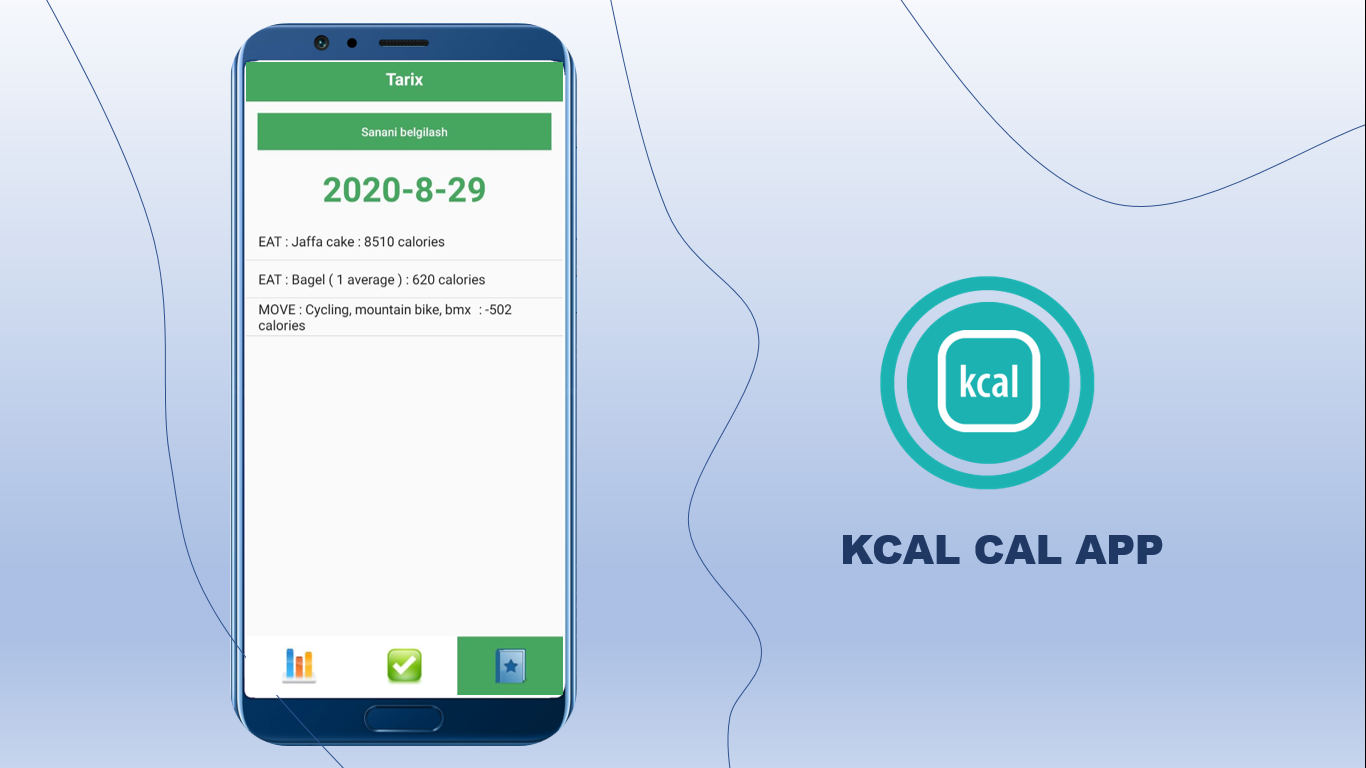 Tarix
Sanani belgilash
2020-8-29
EAT : Jaffa cake : 8510 calories
EAT : Bagel ( 1 average ) : 620 calories
MOVE : Cycling, mountain bike, bmx  : -502
calories
kcal
KCAL CAL APP